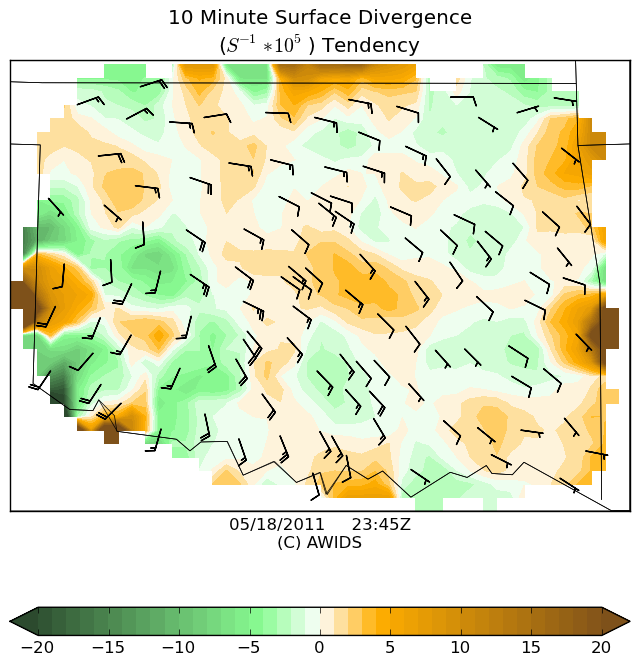 10 Minute Surface Divergence
(S⁻¹ *10⁵ ) Tendency
05/18/2011 23:45Z
(C) AWIDS
−20 −15 −10 −5 0 5 10 15 20